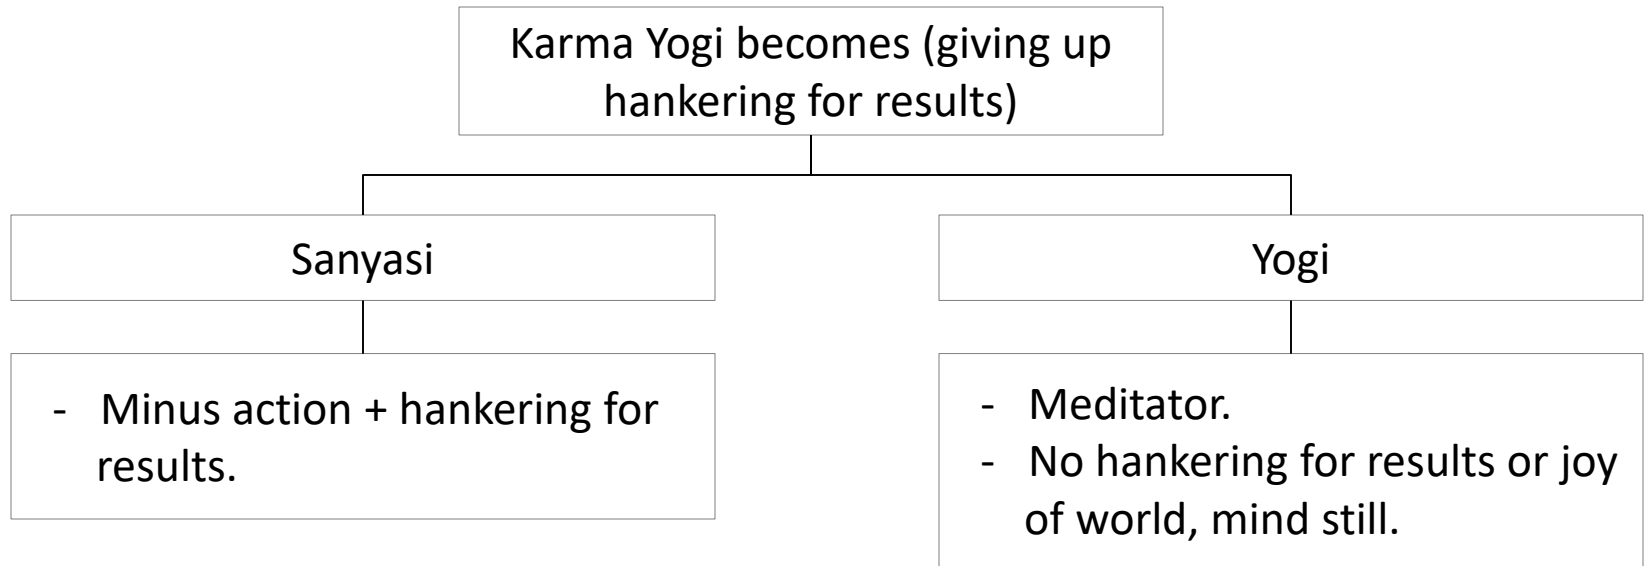 Karma Yogi becomes (giving up
hankering for results)
Sanyasi
Yogi
- Minus action + hankering for
results.
- Meditator.
- No hankering for results or joy
of world, mind still.